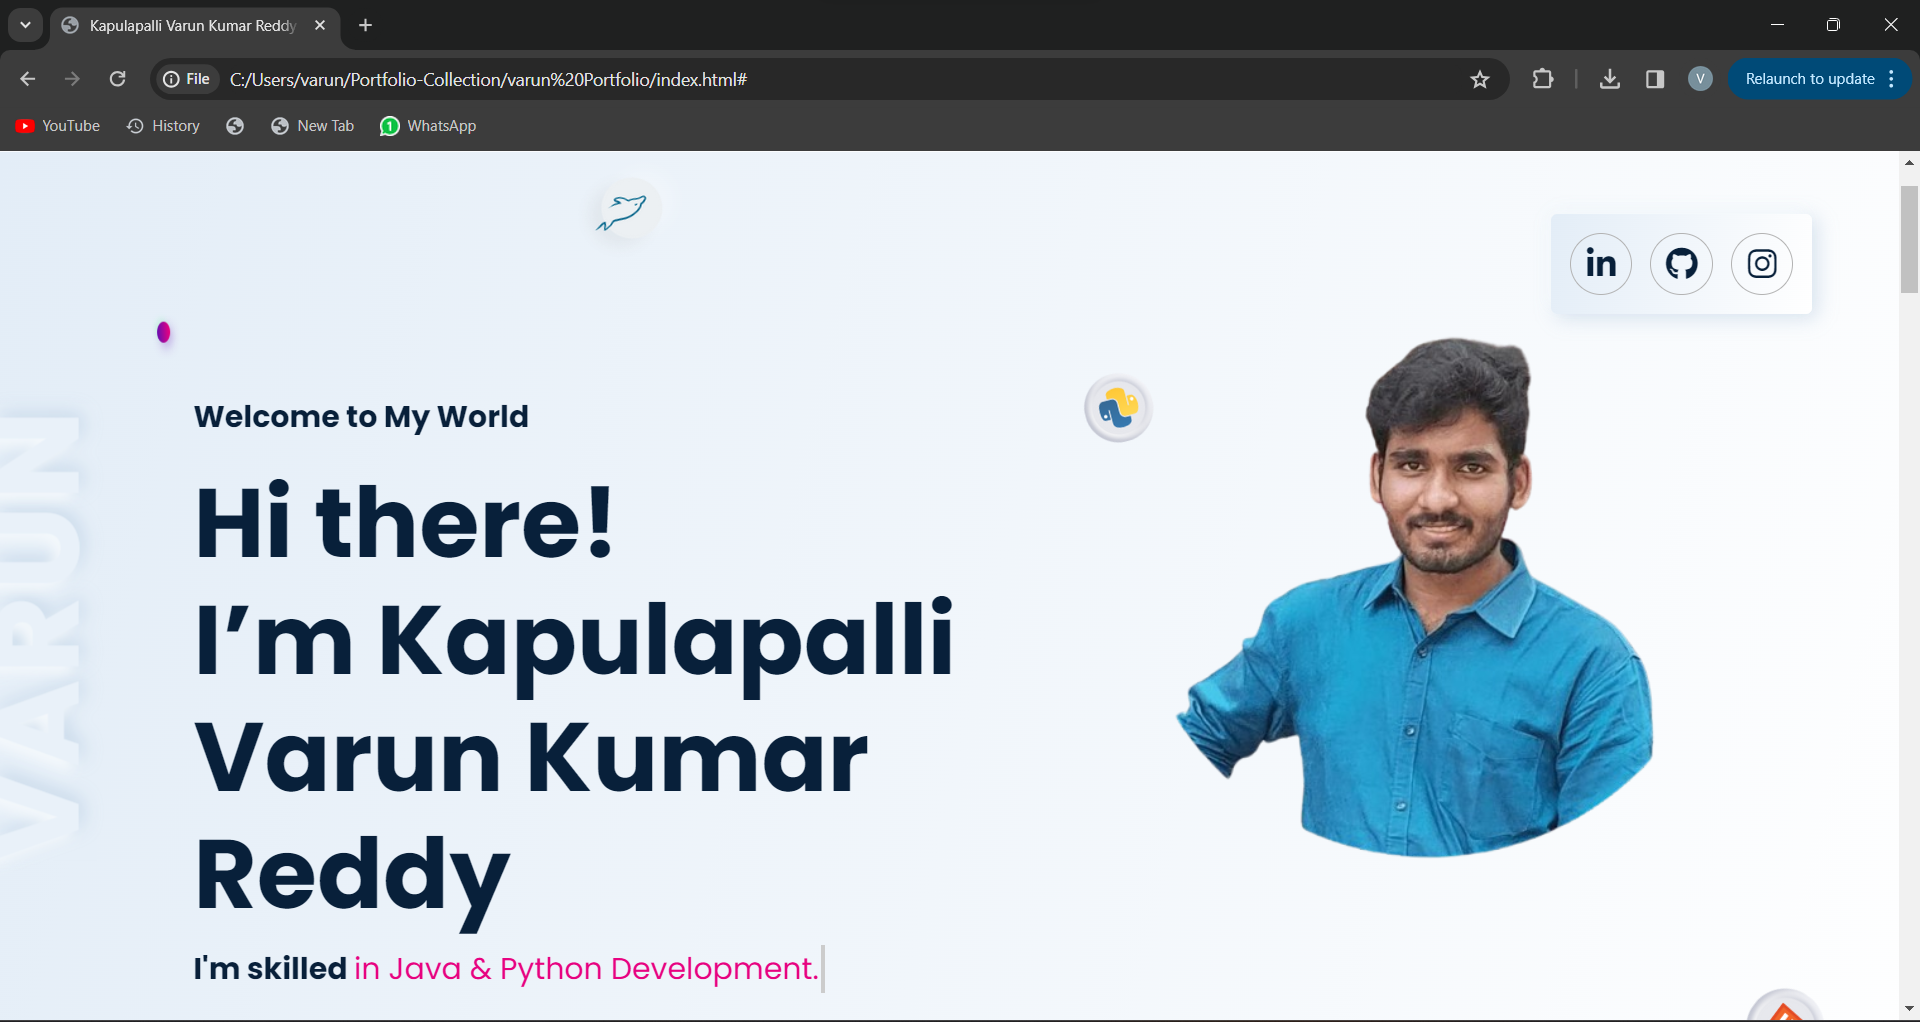 Kapulapalli Varun Kumar Reddy
File
C:/Users/varun/Portfolio-Collection/varun%20Portfolio/index.html#
V
Relaunch to update
YouTube
History
New Tab
1
WhatsApp
in
VARUN
Welcome to My World
Hi there!
I’m Kapulapalli
Varun Kumar
Reddy
I'm skilled in Java & Python Development.